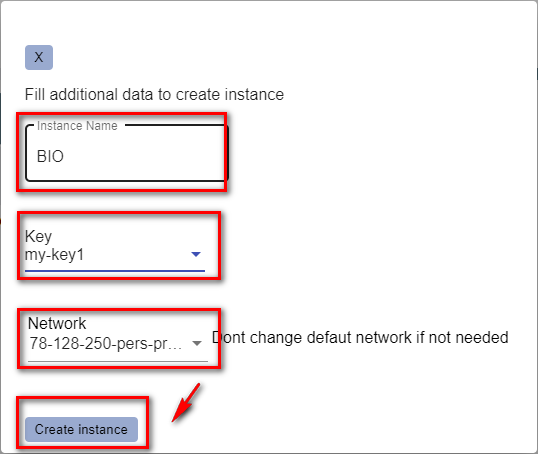 X
Fill additional data to create instance
Instance Name
BIO
Key
my-key1
Network
78-128-250-pers-pr... Dont change defaut network if not needed
Create instance